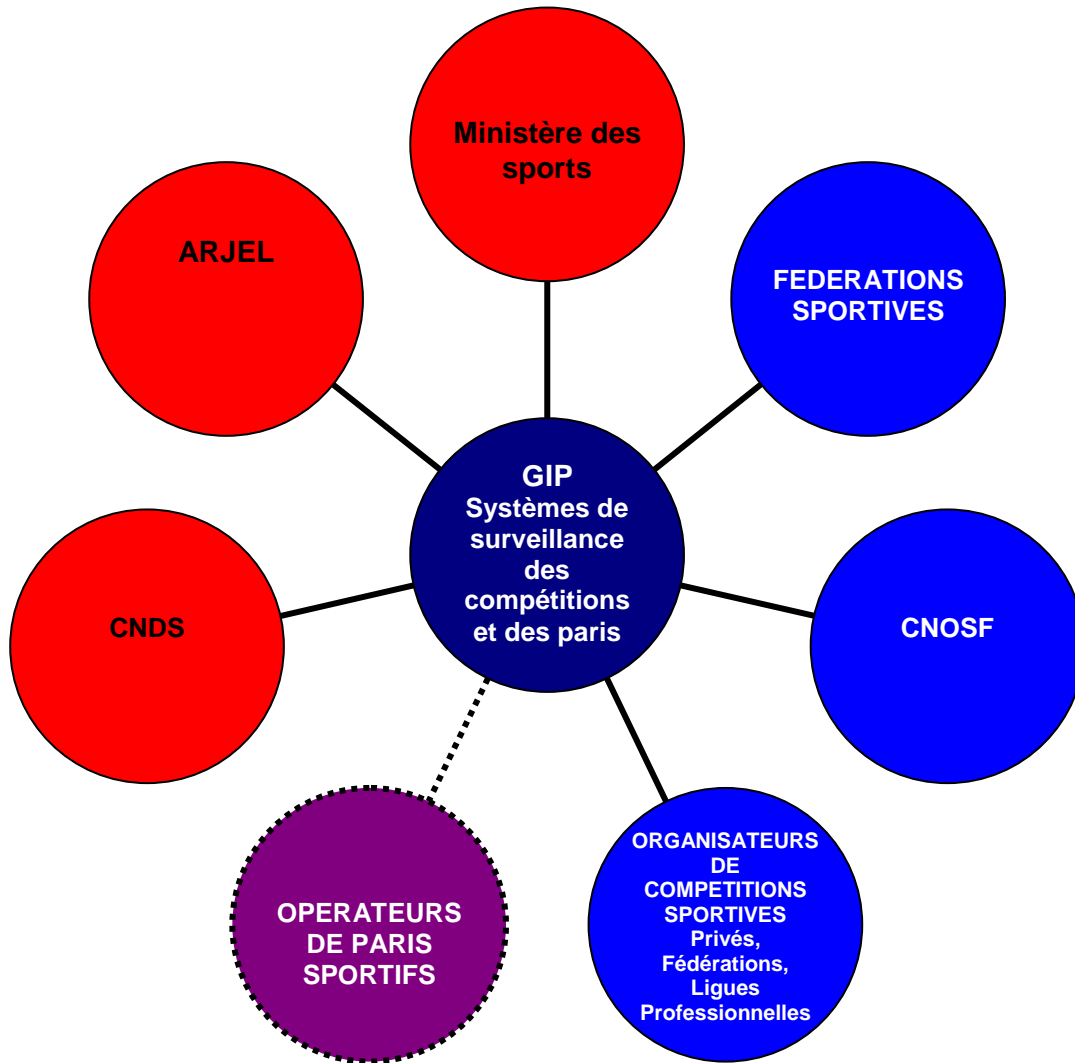 Ministère des
sports
ARJEL
FEDERATIONS
SPORTIVES
GIP
Systèmes de
surveillance
des
compétitions
et des paris
CNDS
CNOSF
OPERATEURS
DE PARIS
SPORTIFS
ORGANISATEURS
DE
COMPETITIONS
SPORTIVES
Privés,
Fédérations,
Ligues
Professionnelles